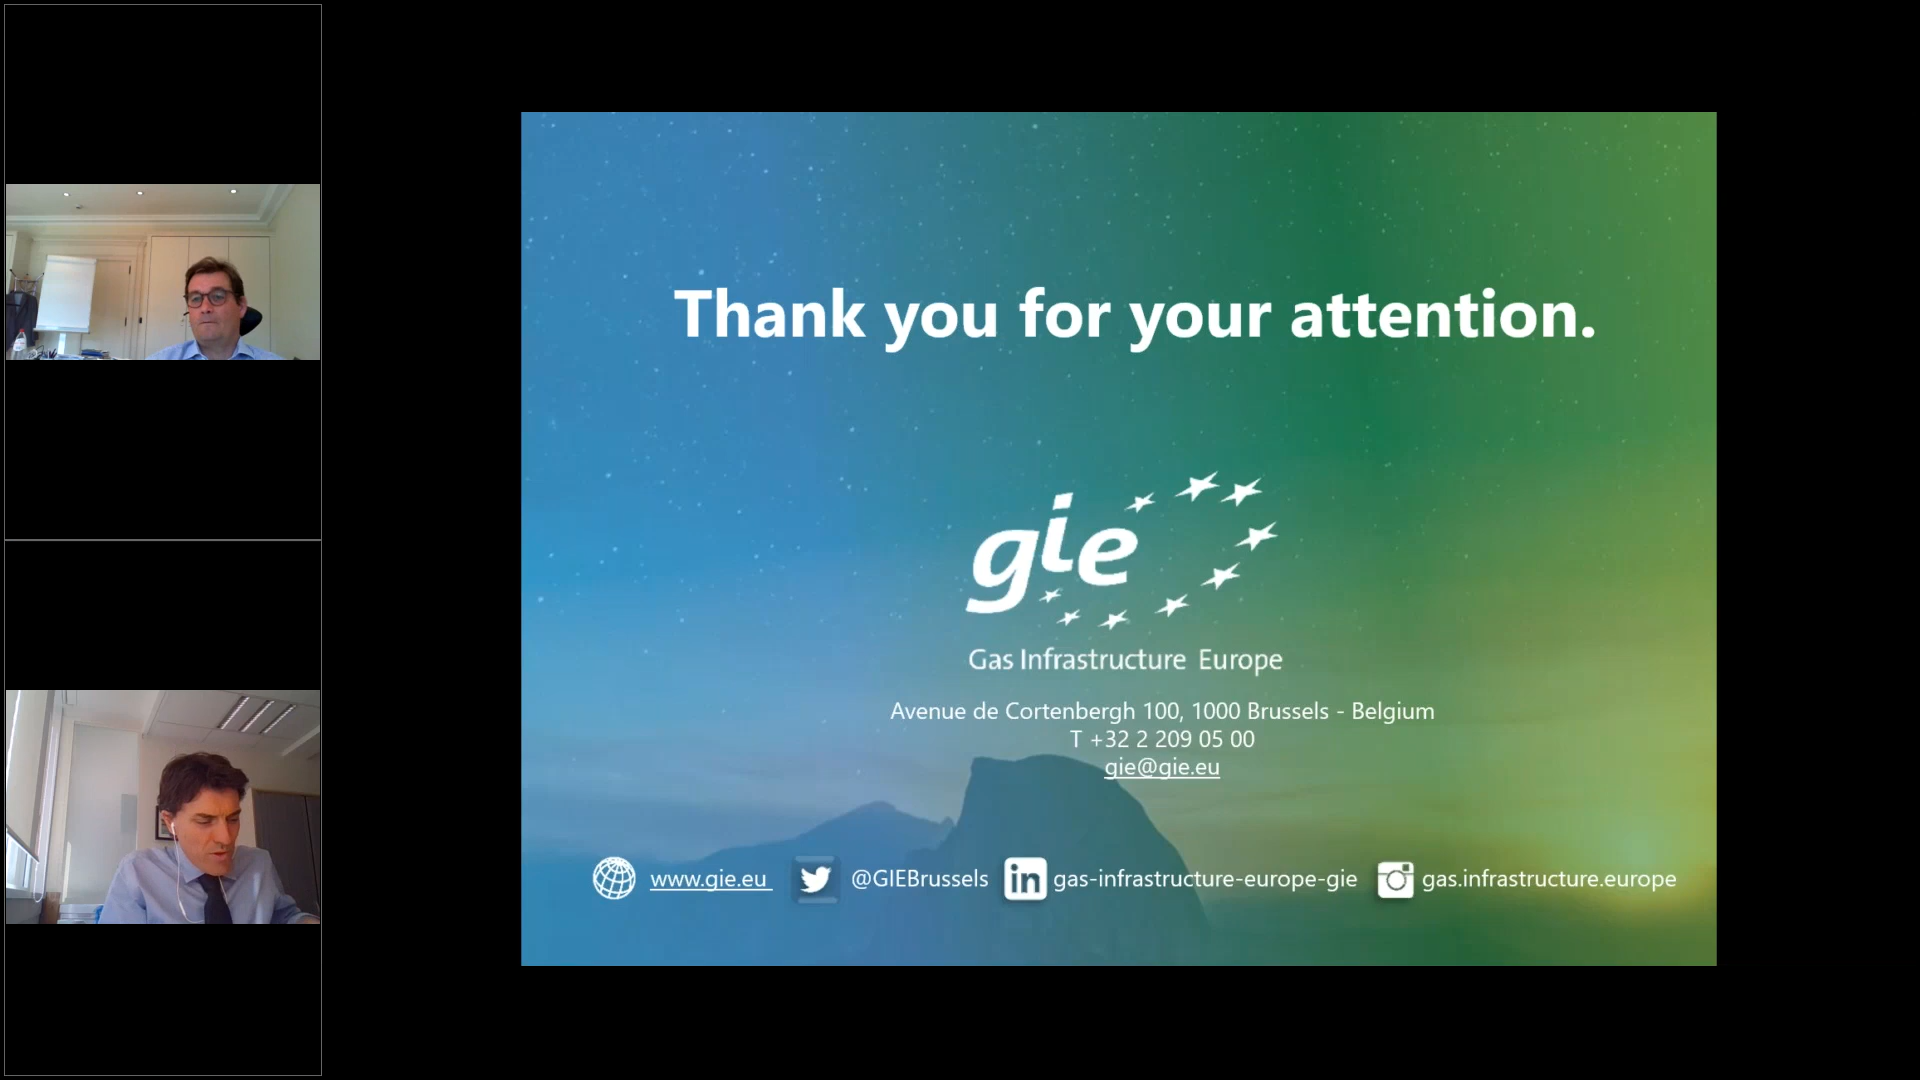 Thank you for your attention.
gie
Gas Infrastructure Europe
Avenue de Cortenbergh 100, 1000 Brussels - Belgium
T +32 2 209 05 00
gie@gie.eu
www.gie.eu @GIEBrussels in gas-infrastructure-europe-gie gas.infrastructure.europe